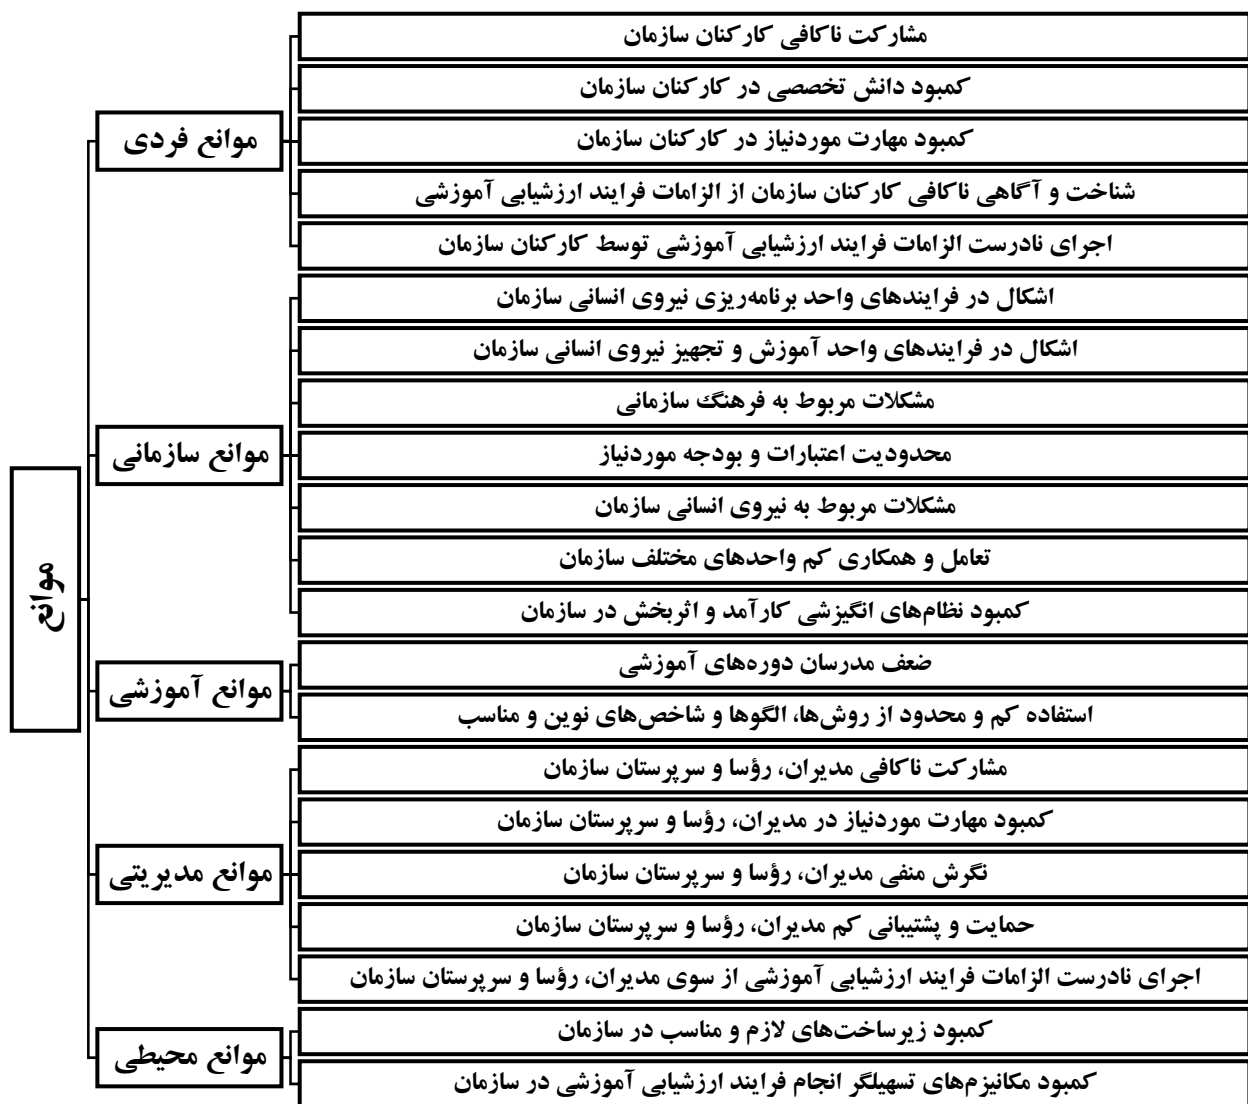 موانع
موانع فردی
مشارکت ناکافی کارکنان سازمان
کمبود دانش تخصصی در کارکنان سازمان
کمبود مهارت موردنیاز در کارکنان سازمان
شناخت و آگاهی ناکافی کارکنان سازمان از الزامات فرایند ارزشیابی آموزشی
اجرای نادرست الزامات فرایند ارزشیابی آموزشی توسط کارکنان سازمان
موانع سازمانی
اشکال در فرایندهای واحد برنامه‌ریزی نیروی انسانی سازمان
اشکال در فرایندهای واحد آموزش و تجهیز نیروی انسانی سازمان
مشکلات مربوط به فرهنگ سازمانی
محدودیت اعتبارات و بودجه موردنیاز
مشکلات مربوط به نیروی انسانی سازمان
تعامل و همکاری کم واحدهای مختلف سازمان
کمبود نظام‌های انگیزشی کارآمد و اثربخش در سازمان
موانع آموزشی
ضعف مدرسان دوره‌های آموزشی
استفاده کم و محدود از روش‌ها، الگوها و شاخص‌های نوین و مناسب
موانع مدیریتی
مشارکت ناکافی مدیران، رؤسا و سرپرستان سازمان
کمبود مهارت موردنیاز در مدیران، رؤسا و سرپرستان سازمان
نگرش منفی مدیران، رؤسا و سرپرستان سازمان
حمایت و پشتیبانی کم مدیران، رؤسا و سرپرستان سازمان
اجرای نادرست الزامات فرایند ارزشیابی آموزشی از سوی مدیران، رؤسا و سرپرستان سازمان
موانع محیطی
کمبود زیرساخت‌های لازم و مناسب در سازمان
کمبود مکانیزم‌های تسهیلگر انجام فرایند ارزشیابی آموزشی در سازمان